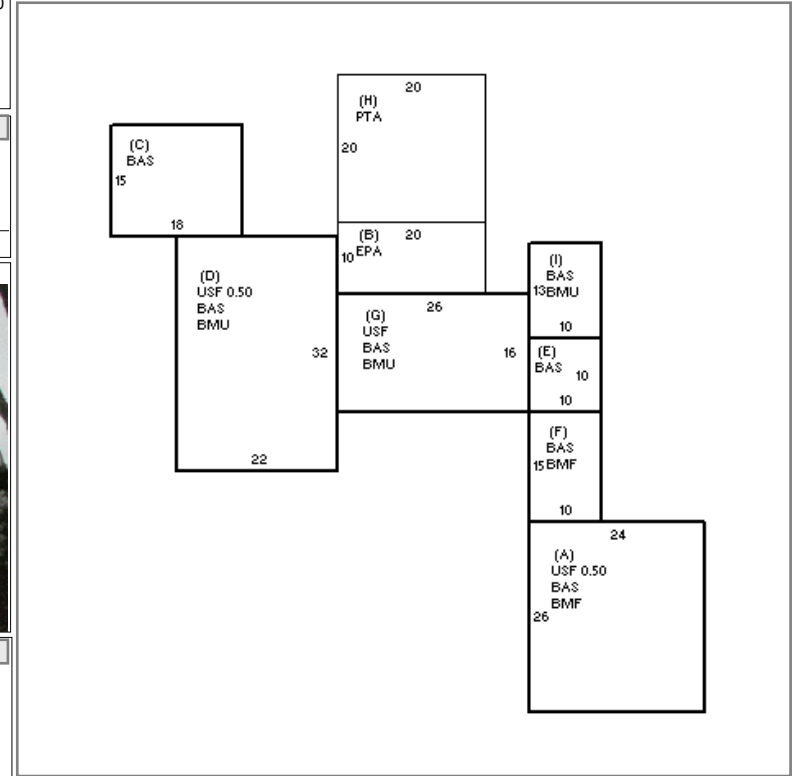 20
(H)
PTA
20
(C)
BAS
15
18
(B) 20
10 EPA
(I)
BAS
13 BMU
10
(D)
USF 0.50
BAS
BMU
32
22
26
(G)
USF
BAS
BMU
16
(E)
BAS 10
10
(F)
BAS
15 BMF
10
24
(A)
USF 0.50
BAS
BMF
26